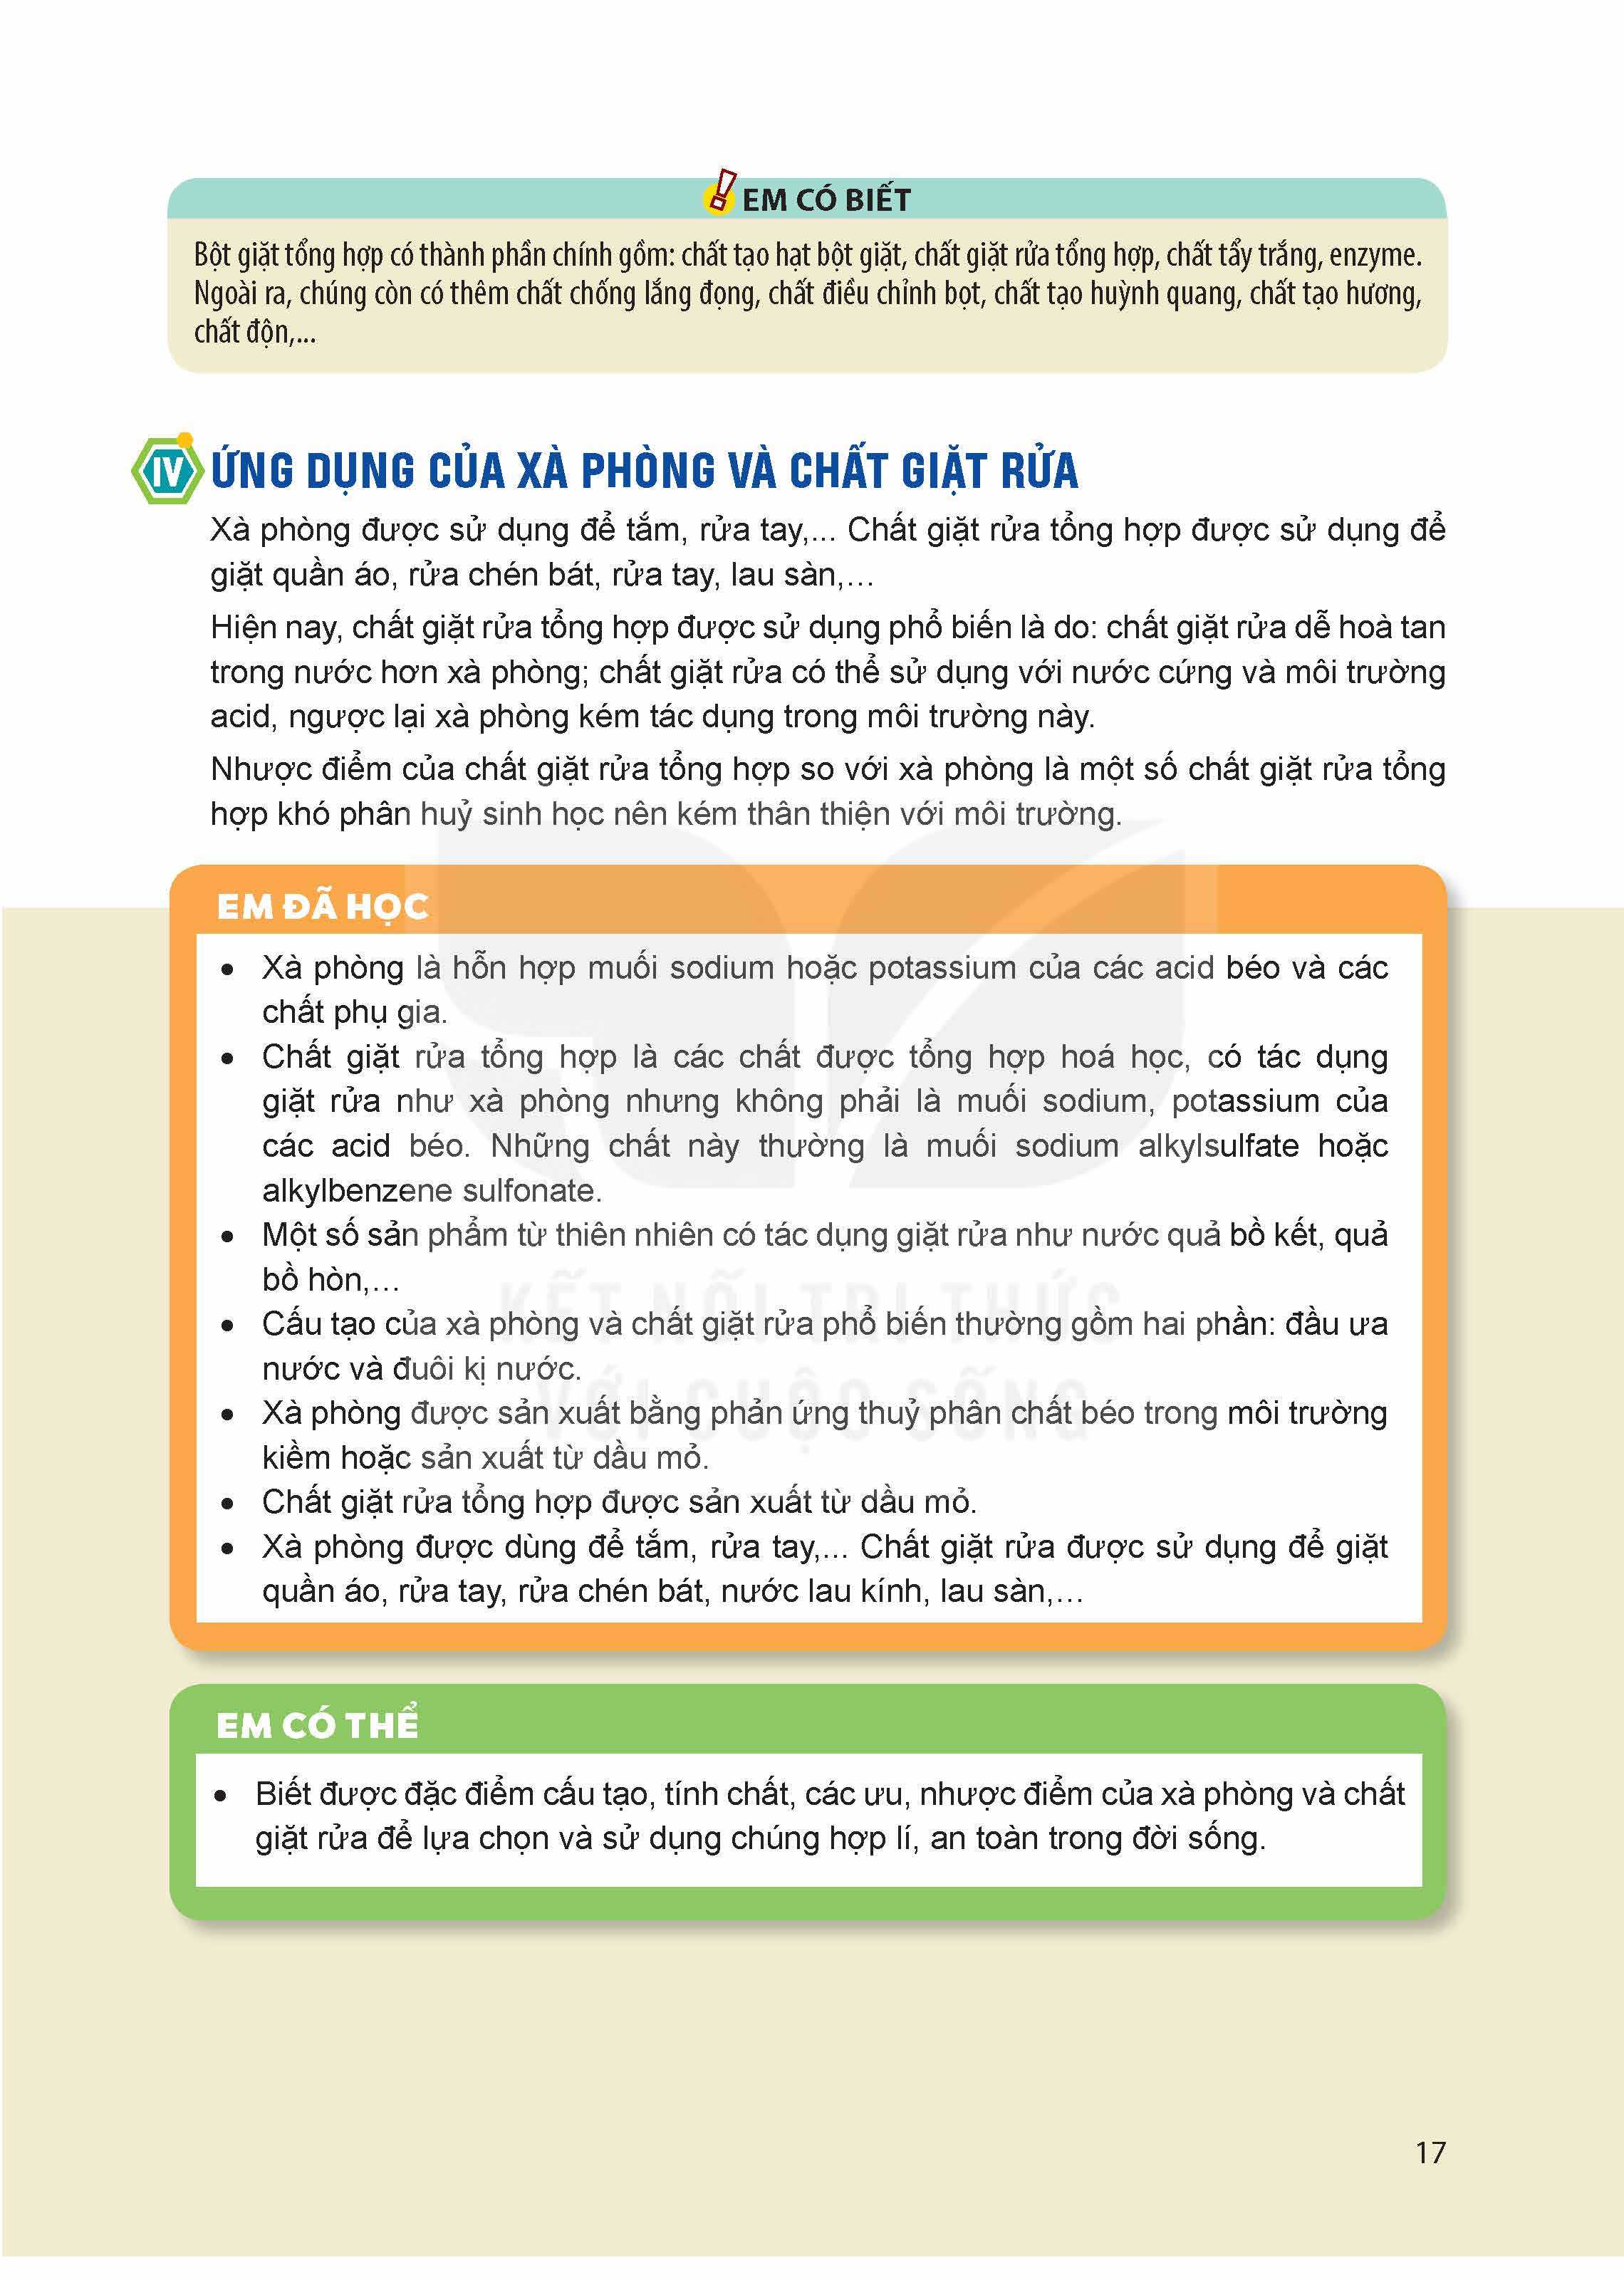 EM CÓ BIẾT
Bột giặt tổng hợp có thành phần chính gồm: chất tạo hạt bột giặt, chất giặt rửa tổng hợp, chất tẩy trắng, enzyme.
Ngoài ra, chúng còn có thêm chất chống lắng đọng, chất điều chỉnh bọt, chất tạo huỳnh quang, chất tạo hương,
chất độn,...
IV ỨNG DỤNG CỦA XÀ PHÒNG VÀ CHẤT GIẶT RỬA
Xà phòng được sử dụng để tắm, rửa tay,... Chất giặt rửa tổng hợp được sử dụng để
giặt quần áo, rửa chén bát, rửa tay, lau sàn,...
Hiện nay, chất giặt rửa tổng hợp được sử dụng phổ biến là do: chất giặt rửa dễ hoà tan
trong nước hơn xà phòng; chất giặt rửa có thể sử dụng với nước cứng và môi trường
acid, ngược lại xà phòng kém tác dụng trong môi trường này.
Nhược điểm của chất giặt rửa tổng hợp so với xà phòng là một số chất giặt rửa tổng
hợp khó phân huỷ sinh học nên kém thân thiện với môi trường.
EM ĐÃ HỌC
• Xà phòng là hỗn hợp muối sodium hoặc potassium của các acid béo và các
chất phụ gia.
• Chất giặt rửa tổng hợp là các chất được tổng hợp hoá học, có tác dụng
giặt rửa như xà phòng nhưng không phải là muối sodium, potassium của
các acid béo. Những chất này thường là muối sodium alkylsulfate hoặc
alkylbenzene sulfonate.
• Một số sản phẩm từ thiên nhiên có tác dụng giặt rửa như nước quả bồ kết, quả
bồ hòn,...
• Cấu tạo của xà phòng và chất giặt rửa phổ biến thường gồm hai phần: đầu ưa
nước và đuôi kị nước.
• Xà phòng được sản xuất bằng phản ứng thuỷ phân chất béo trong môi trường
kiềm hoặc sản xuất từ dầu mỏ.
• Chất giặt rửa tổng hợp được sản xuất từ dầu mỏ.
• Xà phòng được dùng để tắm, rửa tay,... Chất giặt rửa được sử dụng để giặt
quần áo, rửa tay, rửa chén bát, nước lau kính, lau sàn,...
KẾT NỐI TRI THỨC
VỚI CUỘC SỐNG
EM CÓ THỂ
• Biết được đặc điểm cấu tạo, tính chất, các ưu, nhược điểm của xà phòng và chất
giặt rửa để lựa chọn và sử dụng chúng hợp lí, an toàn trong đời sống.
17